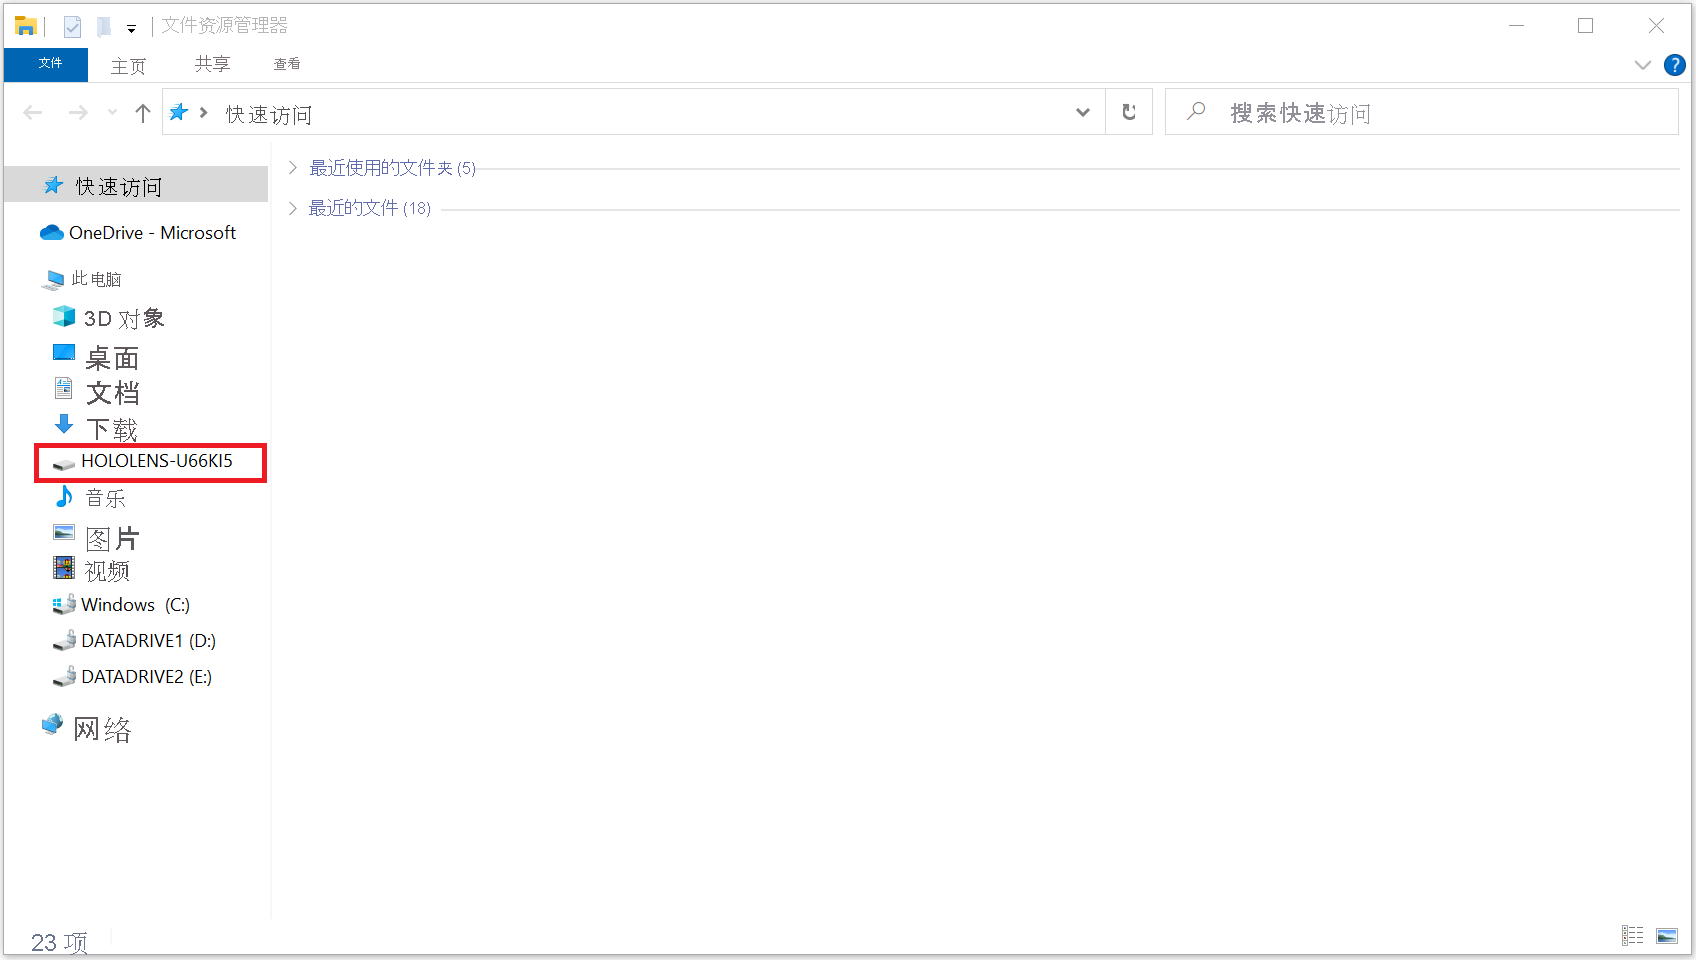 文件资源管理器
文件 主页 共享 查看
快速访问 搜索快速访问
快速访问
OneDrive - Microsoft
此电脑
3D 对象
桌面
文档
下载
HOLOLENS-U66KI5
音乐
图片
视频
Windows (C:)
DATADRIVE1 (D:)
DATADRIVE2 (E:)
网络
最近使用的文件夹 (5)
最近的文件 (18)
23 项